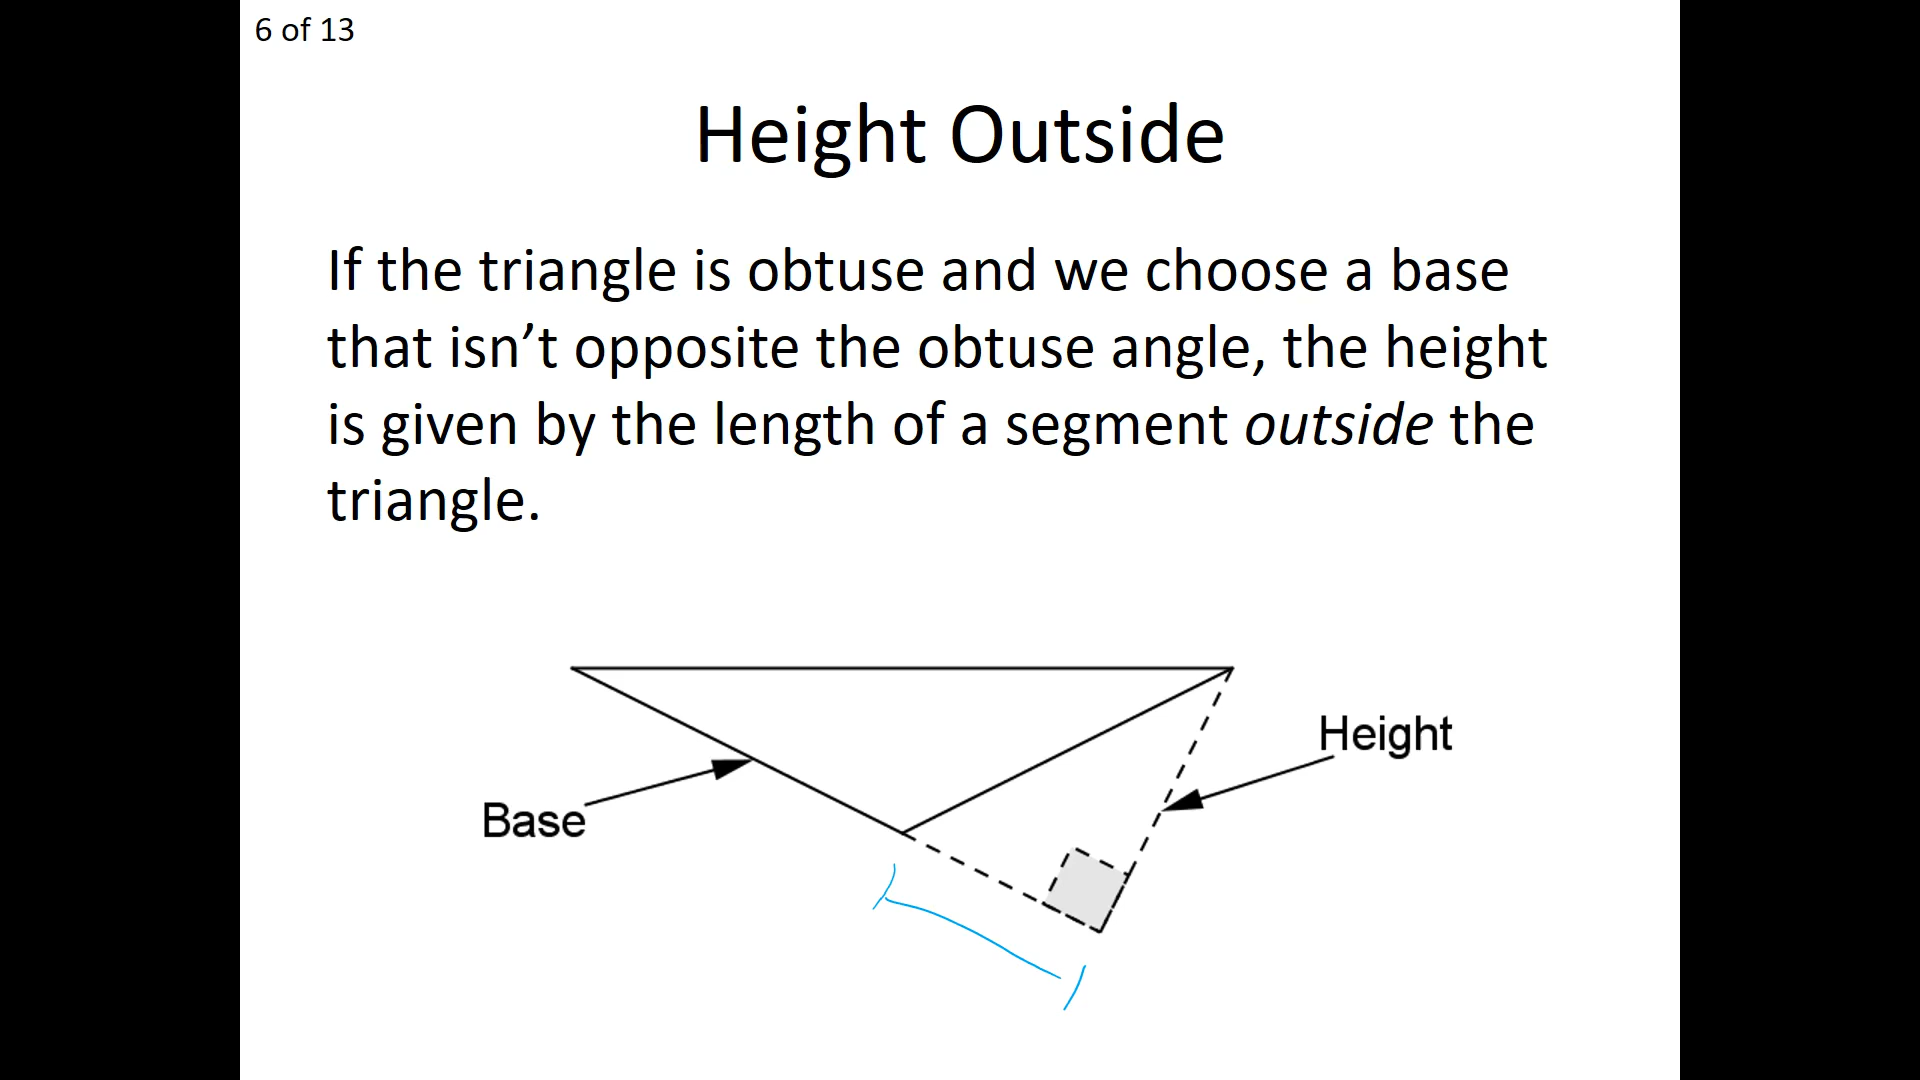 6 of 13
Height Outside
If the triangle is obtuse and we choose a base
that isn’t opposite the obtuse angle, the height
is given by the length of a segment outside the
triangle.
Height
Base